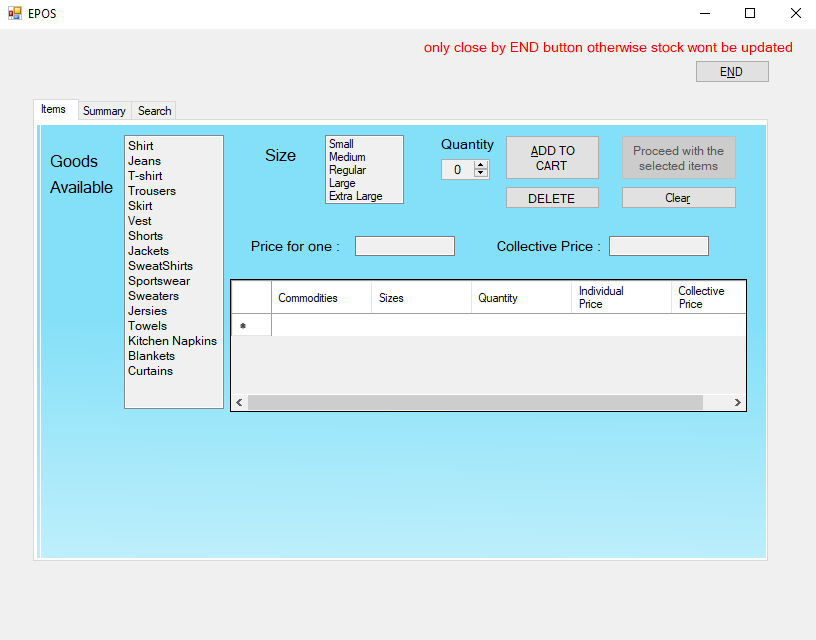 EPOS
only close by END button otherwise stock wont be updated
END
Items
Summary
Search
Goods
Available
Shirt
Jeans
T-shirt
Trousers
Skirt
Vest
Shorts
Jackets
SweatShirts
Sportswear
Sweaters
Jersies
Towels
Kitchen Napkins
Blankets
Curtains
Size
Small
Medium
Regular
Large
Extra Large
Quantity
0
ADD TO
CART
DELETE
Proceed with the
selected items
Clear
Price for one :
Collective Price :
Commodities
Sizes
Quantity
Individual
Price
Collective
Price